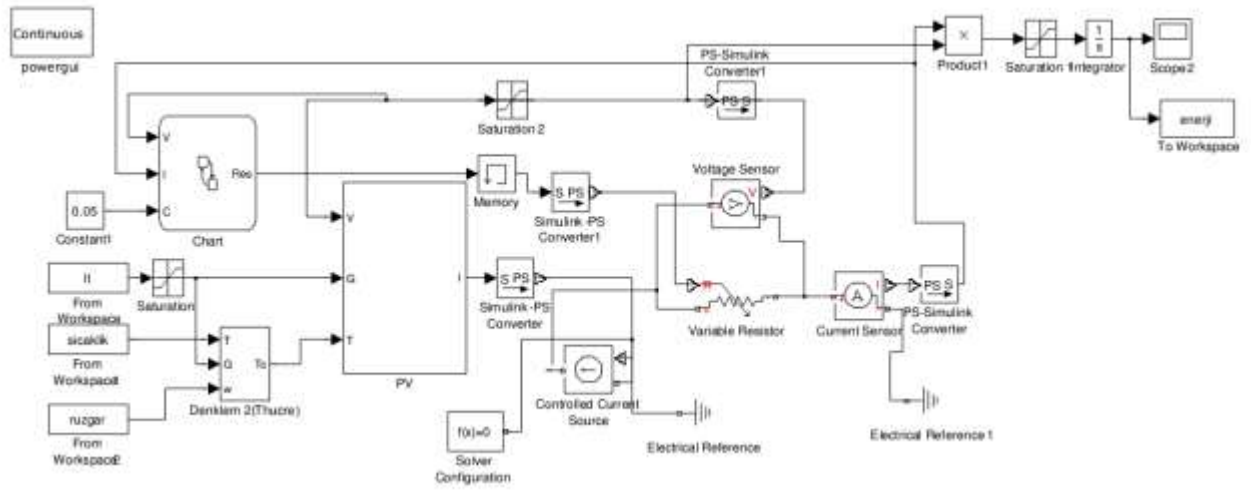 Continuous
powergui
V
I
C
Res
Chart
0.05
Constant1
It
From
Workspace
Saturation
sicaklik
From
Workspace1
ruzgar
From
Workspace2
T
G
w
Tc
Denklem 2(Thucre)
V
G
T
I
PV
Saturation 2
Memory
S PS
Simulink-PS
Converter1
S PS
Simulink-PS
Converter
f(x)=0
Solver
Configuration
Controlled Current
Source
Electrical Reference
PS-Simulink
Converter1
PS S
Voltage Sensor
V
V
R
Variable Resistor
A
I
Current Sensor
PS S
PS-Simulink
Converter
Electrical Reference 1
×
Product1
Saturation 1
1
s
Integrator
Scope2
enerji
To Workspace